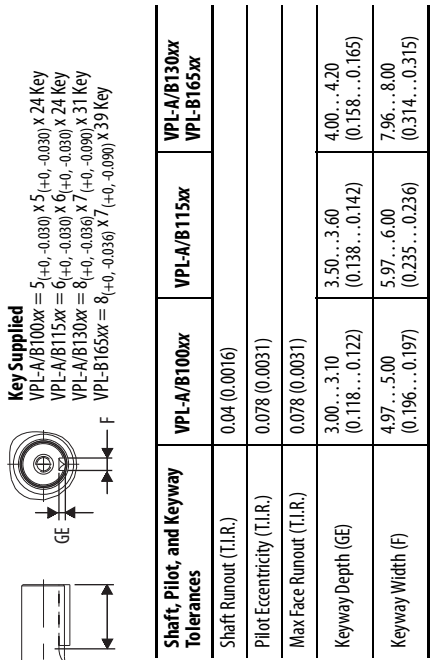 Key Supplied
VPL-A/B100xx = 5(+0, -0.030) X 5(+0, -0.030) x 24 Key
VPL-A/B115xx = 6(+0, -0.030) X 6(+0, -0.030) X 24 Key
VPL-A/B130xx = 8(+0, -0.036) x 7(+0, -0.090) x 31 Key
VPL-B165xx = 8(+0, -0.036) x 7(+0, -0.090) x 39 Key
GE
F
Shaft, Pilot, and Keyway Tolerances VPL-A/B100xx VPL-A/B115xx VPL-A/B130xx VPL-B165xx
Shaft Runout (T.I.R.) 0.04 (0.0016)
Pilot Eccentricity (T.I.R.) 0.078 (0.0031)
Max Face Runout (T.I.R.) 0.078 (0.0031)
Keyway Depth (GE) 3.00…3.10 (0.118…0.122) 3.50…3.60 (0.138…0.142) 4.00…4.20 (0.158…0.165)
Keyway Width (F) 4.97…5.00 (0.196…0.197) 5.97…6.00 (0.235…0.236) 7.96…8.00 (0.314…0.315)